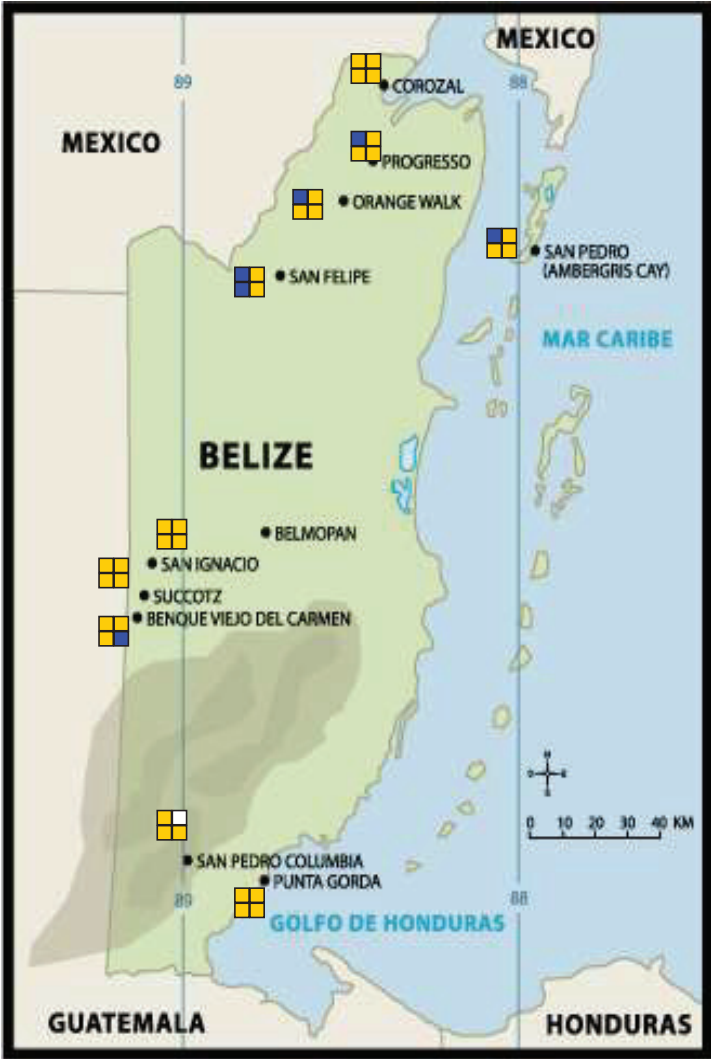 MEXICO
89
88
COROZAL
MEXICO
PROGRESSO
ORANGE WALK
SAN PEDRO
(AMBERGRIS CAY)
SAN FELIPE
MAR CARIBE
BELIZE
BELMOPAN
SAN IGNACIO
SUCCOTZ
BENQUE VIEJO DEL CARMEN
N
O E
S
0 10 20 30 40 KM
SAN PEDRO COLUMBIA
PUNTA GORDA
89
88
GOLFO DE HONDURAS
GUATEMALA
HONDURAS